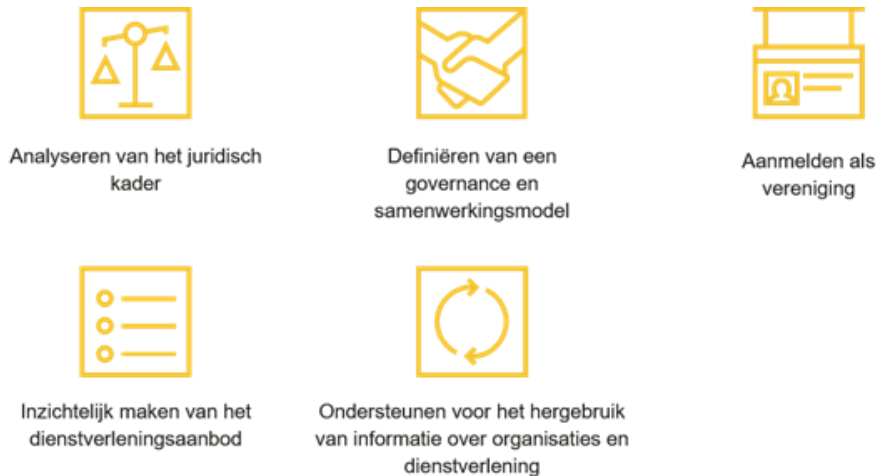 Analyseren van het juridisch
kader
Definiëren van een
governance en
samenwerkingsmodel
Aanmelden als
vereniging
Inzichtelijk maken van het
dienstverleningsaanbod
Ondersteunen voor het hergebruik
van informatie over organisaties en
dienstverlening